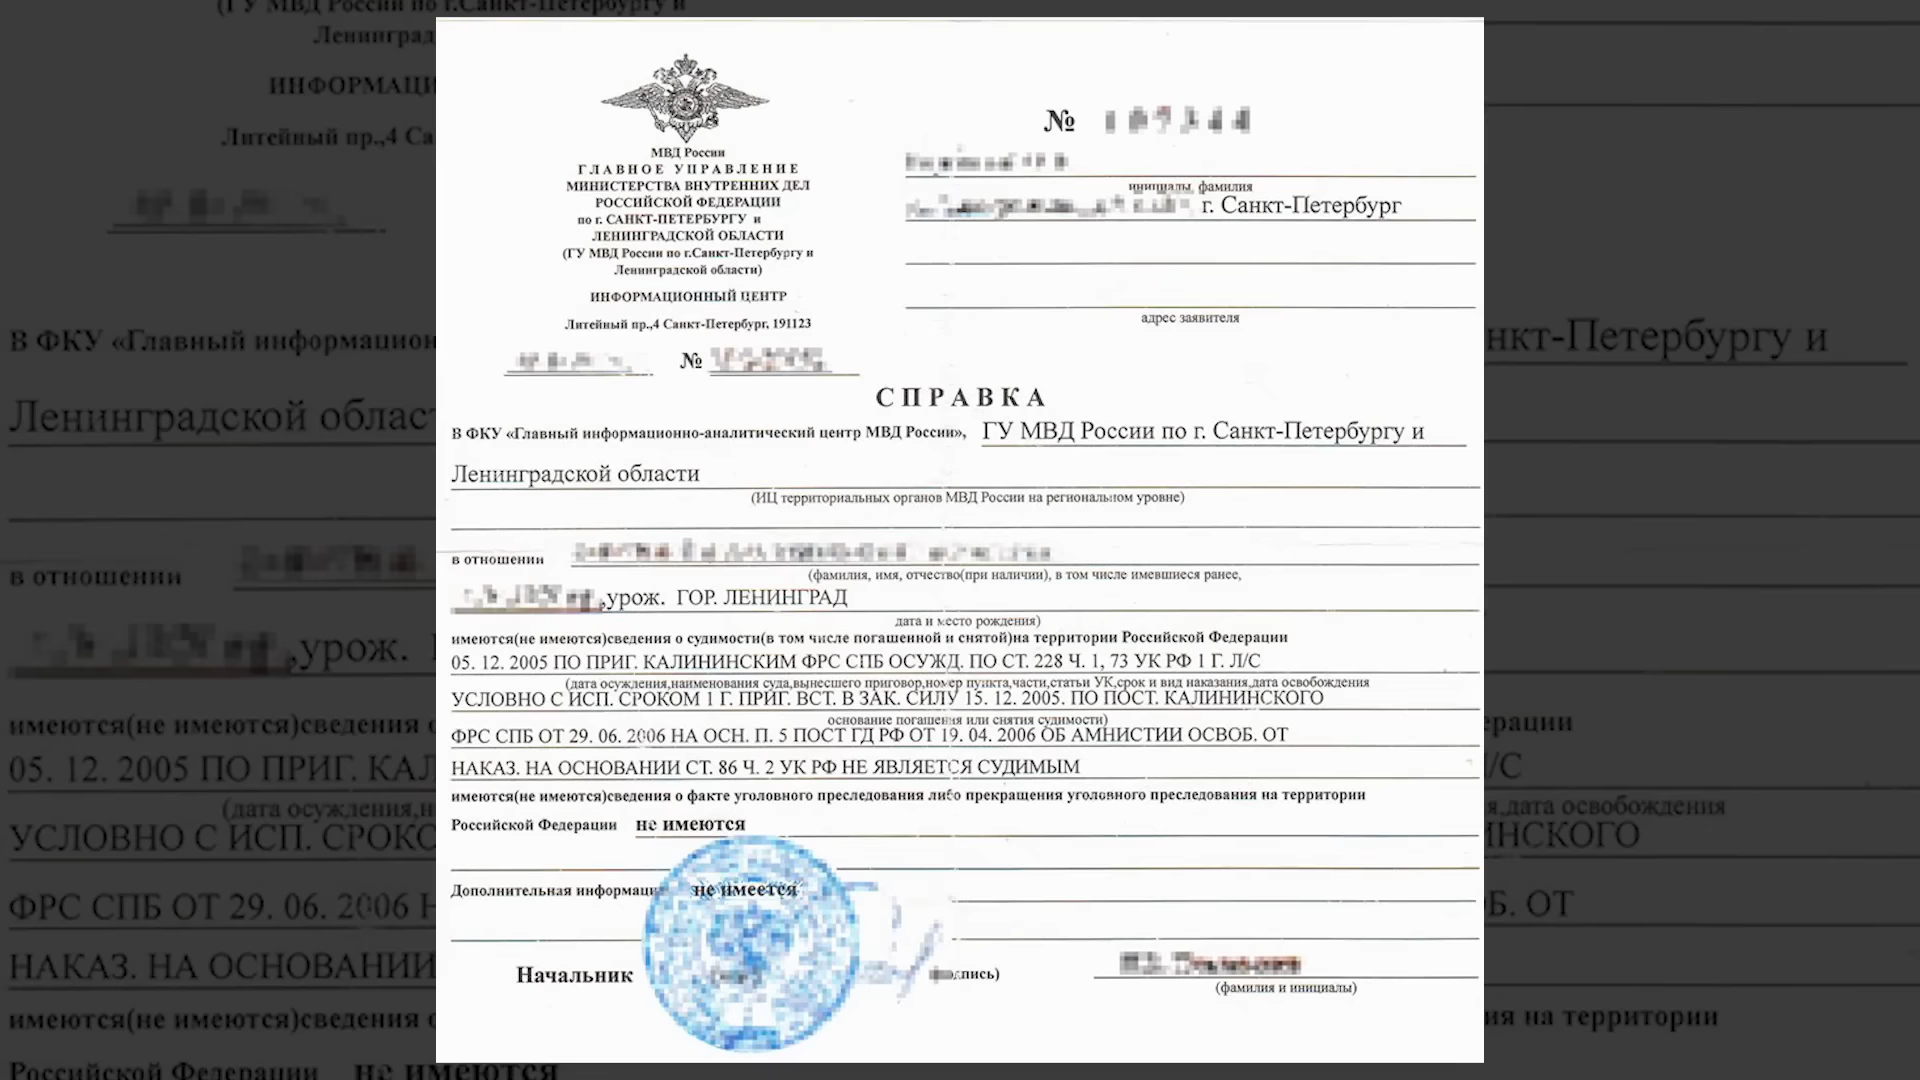 МВД России
ГЛАВНОЕ УПРАВЛЕНИЕ
МИНИСТЕРСТВА ВНУТРЕННИХ ДЕЛ
РОССИЙСКОЙ ФЕДЕРАЦИИ
по г. САНКТ-ПЕТЕРБУРГУ и
ЛЕНИНГРАДСКОЙ ОБЛАСТИ
(ГУ МВД России по г.Санкт-Петербургу и
Ленинградской области)
ИНФОРМАЦИОННЫЙ ЦЕНТР
Литейный пр.,4 Санкт-Петербург, 191123
№
№
инициалы, фамилия
г. Санкт-Петербург
адрес заявителя
СПРАВКА
В ФКУ «Главный информационно-аналитический центр МВД России», ГУ МВД России по г. Санкт-Петербургу и
Ленинградской области
(ИЦ территориальных органов МВД России на региональном уровне)
в отношении
(фамилия, имя, отчество(при наличии), в том числе имевшиеся ранее,
,урож. ГОР. ЛЕНИНГРАД
дата и место рождения)
имеются(не имеются)сведения о судимости(в том числе погашенной и снятой)на территории Российской Федерации
05. 12. 2005 ПО ПРИГ. КАЛИНИНСКИМ ФРС СПБ ОСУЖД. ПО СТ. 228 Ч. 1, 73 УК РФ 1 Г. Л/С
(дата осуждения,наименования суда,вынесшего приговор,номер пункта,части,статьи УК,срок и вид наказания,дата освобождения
УСЛОВНО С ИСП. СРОКОМ 1 Г. ПРИГ. ВСТ. В ЗАК. СИЛУ 15. 12. 2005. ПО ПОСТ. КАЛИНИНСКОГО
основание погашения или снятия судимости)
ФРС СПБ ОТ 29. 06. 2006 НА ОСН. П. 5 ПОСТ ГД РФ ОТ 19. 04. 2006 ОБ АМНИСТИИ ОСВОБ. ОТ
НАКАЗ. НА ОСНОВАНИИ СТ. 86 Ч. 2 УК РФ НЕ ЯВЛЯЕТСЯ СУДИМЫМ
имеются(не имеются)сведения о факте уголовного преследования либо прекращения уголовного преследования на территории
Российской Федерации не имеются
Дополнительная информаци не имеется
Начальник
(фамилия и инициалы)